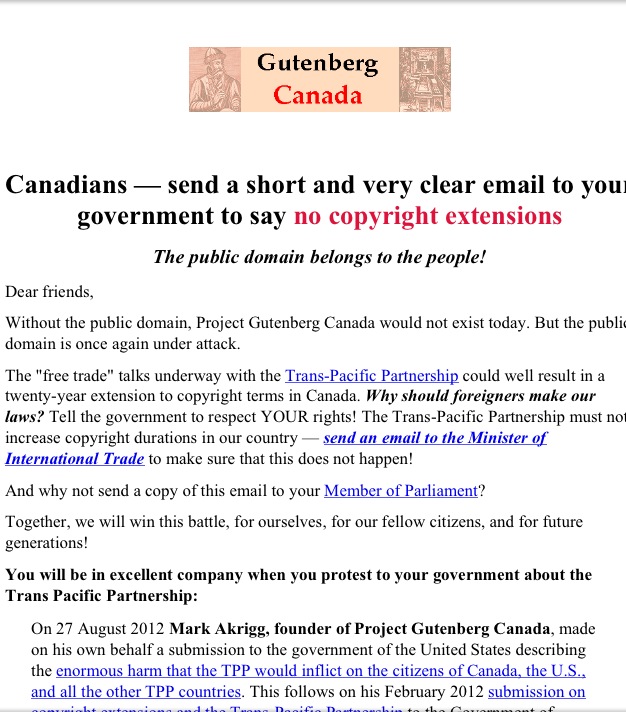 Gutenberg
Canada
Canadians — send a short and very clear email to your
government to say no copyright extensions
The public domain belongs to the people!
Dear friends,
Without the public domain, Project Gutenberg Canada would not exist today. But the public
domain is once again under attack.
The "free trade" talks underway with the Trans-Pacific Partnership could well result in a
twenty-year extension to copyright terms in Canada. Why should foreigners make our
laws? Tell the government to respect YOUR rights! The Trans-Pacific Partnership must not
increase copyright durations in our country — send an email to the Minister of
International Trade to make sure that this does not happen!
And why not send a copy of this email to your Member of Parliament?
Together, we will win this battle, for ourselves, for our fellow citizens, and for future
generations!
You will be in excellent company when you protest to your government about the
Trans Pacific Partnership:
On 27 August 2012 Mark Akrigg, founder of Project Gutenberg Canada, made
on his own behalf a submission to the government of the United States describing
the enormous harm that the TPP would inflict on the citizens of Canada, the U.S.,
and all the other TPP countries. This follows on his February 2012 submission on
copyright extensions and the Trans-Pacific Partnership to the Government of